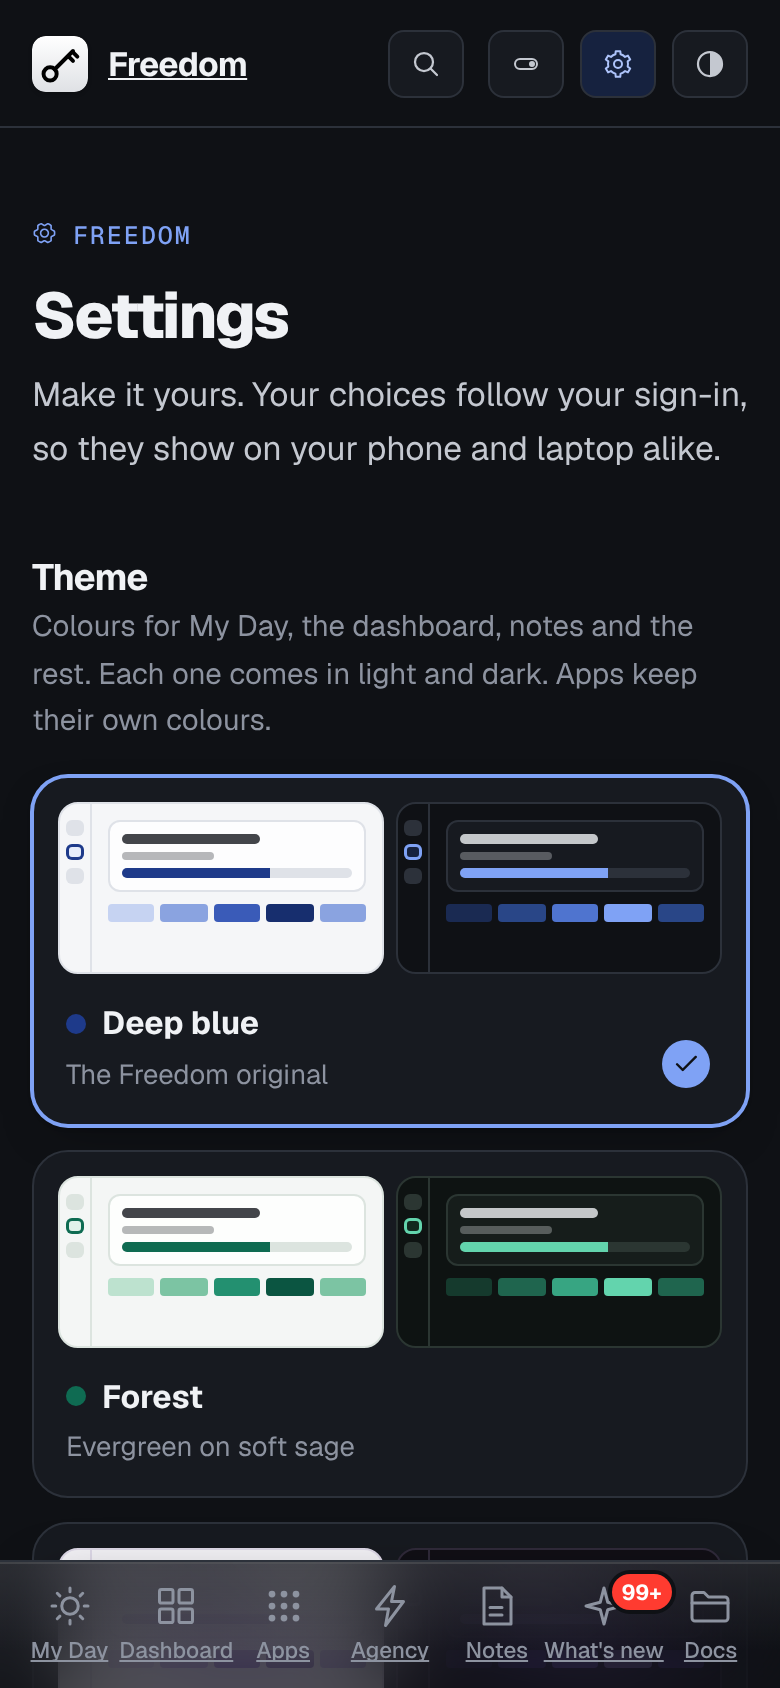 Freedom
FREEDOM
Settings
Make it yours. Your choices follow your sign-in,
so they show on your phone and laptop alike.
Theme
Colours for My Day, the dashboard, notes and the
rest. Each one comes in light and dark. Apps keep
their own colours.
Deep blue
The Freedom original
Forest
Evergreen on soft sage
99+
My Day Dashboard Apps Agency Notes What's new Docs